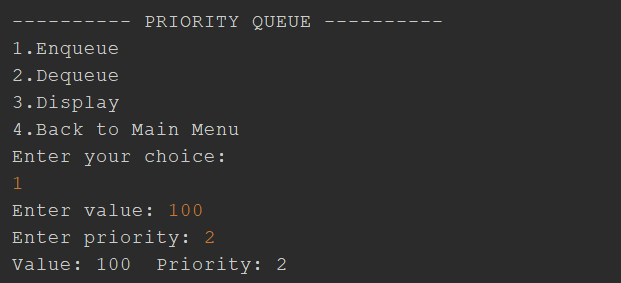 ---------- PRIORITY QUEUE ----------
1.Enqueue
2.Dequeue
3.Display
4.Back to Main Menu
Enter your choice:
1
Enter value: 100
Enter priority: 2
Value: 100  Priority: 2